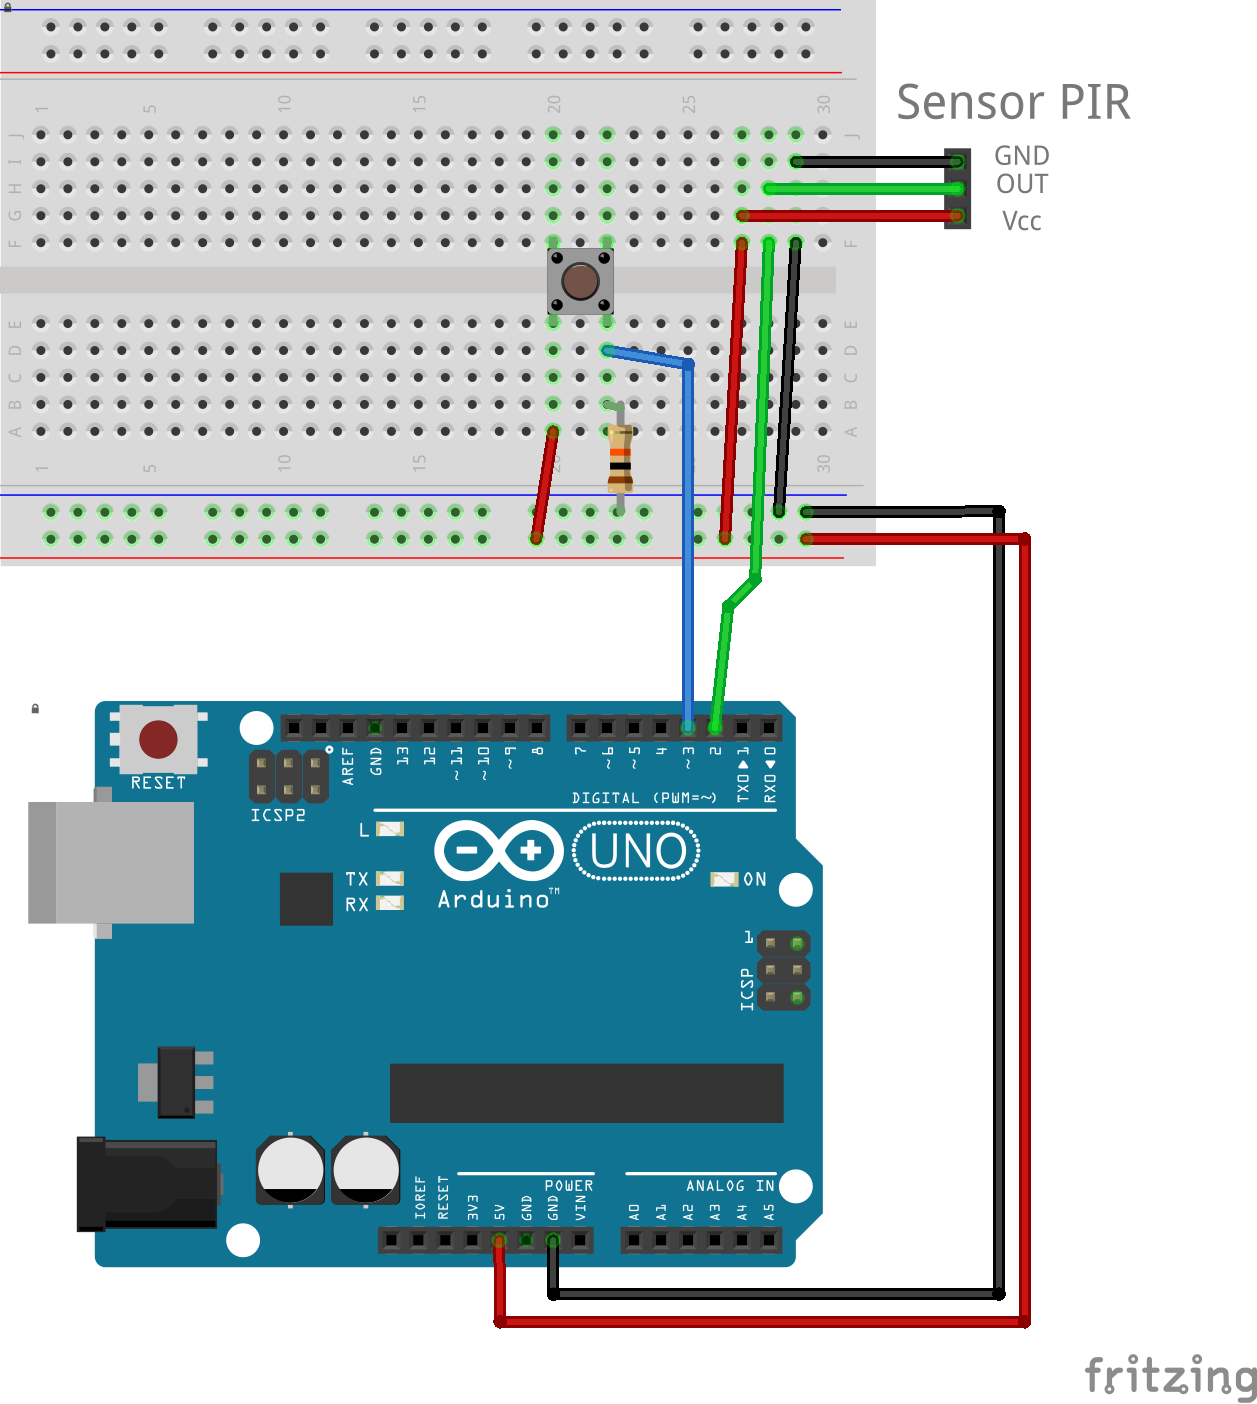 1 5 10 15 20 25 30
J J
I I
H H
G G
F F
E E
D D
C C
B B
A A
1 5 10 15 20 30
Sensor PIR
GND
OUT
Vcc
RESET
ICSP2
AREF
GND
13
12
~11
~10
~9
8
7
~6
~5
4
~3
2
TX0▶1
RX0◀0
DIGITAL (PWM=~)
L
TX
RX
UNO
Arduino™
ON
1
ICSP
IOREF
RESET
3V3
5V
GND
GND
VIN
POWER
ANALOG IN
A0
A1
A2
A3
A4
A5
fritzing